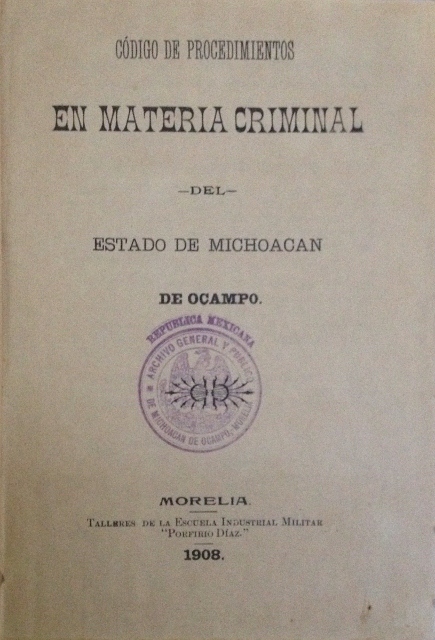 CÓDIGO DE PROCEDIMIENTOS
EN MATERIA CRIMINAL
—DEL—
ESTADO DE MICHOACAN
DE OCAMPO.
REPUBLICA MEXICANA
ARCHIVO GENERAL Y PUBLICO
DE MICHOACAN DE OCAMPO, MORELIA
MORELIA.
TALLERES DE LA ESCUELA INDUSTRIAL MILITAR
"PORFIRIO DÍAZ."
1908.